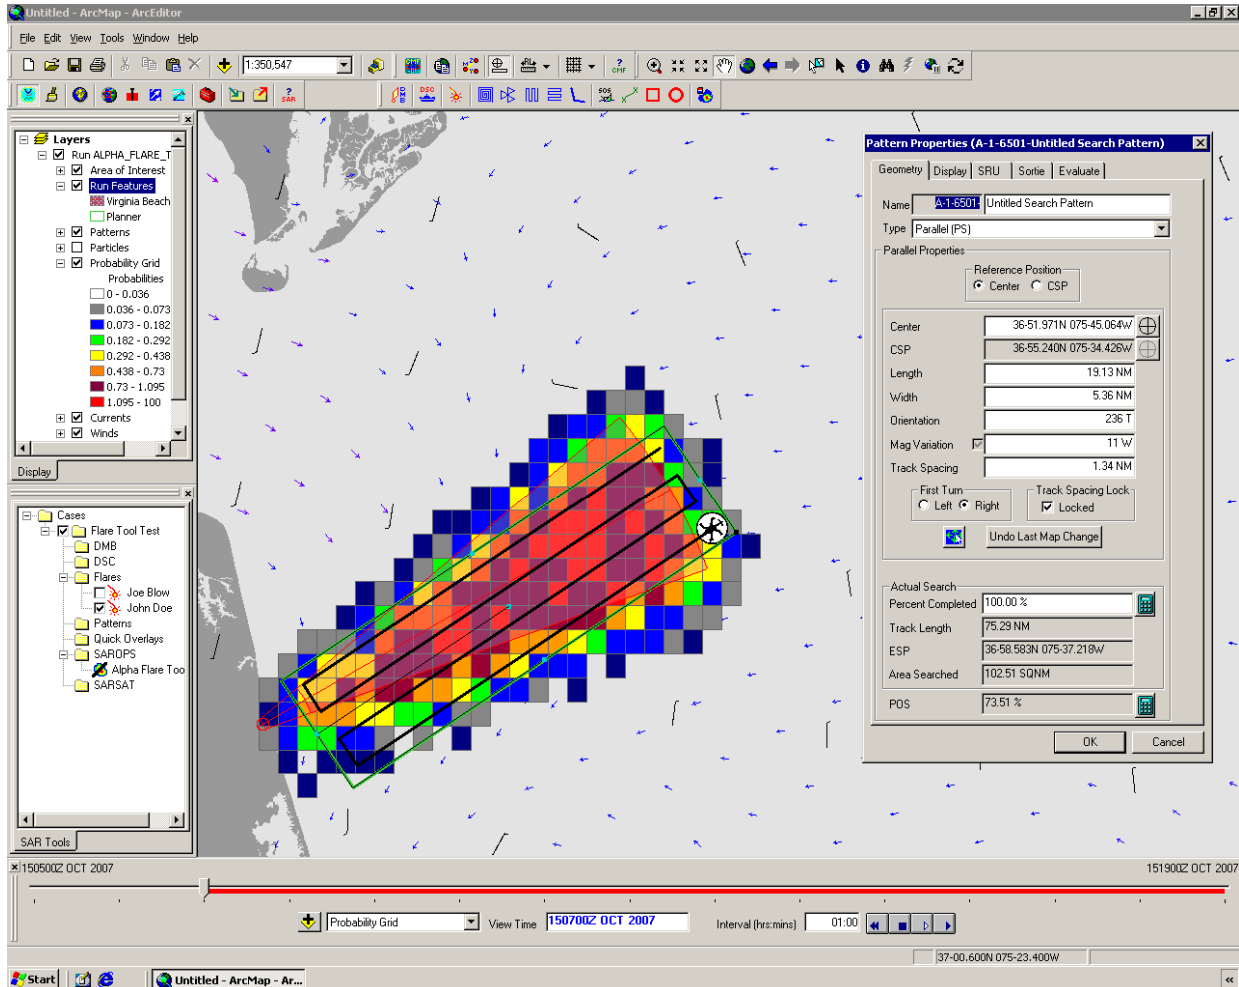 Untitled - ArcMap - ArcEditor
File Edit View Tools Window Help
1:350,547
? CMF
? SAR
DMB
DSC
SOS
Layers
Run ALPHA_FLARE_T
Area of Interest
Run Features
Virginia Beach
Planner
Patterns
Particles
Probability Grid
Probabilities
0 - 0.036
0.036 - 0.073
0.073 - 0.182
0.182 - 0.292
0.292 - 0.438
0.438 - 0.73
0.73 - 1.095
1.095 - 100
Currents
Winds
Display
Cases
Flare Tool Test
DMB
DSC
Flares
Joe Blow
John Doe
Patterns
Quick Overlays
SAROPS
Alpha Flare Too
SARSAT
SAR Tools
Pattern Properties (A-1-6501-Untitled Search Pattern)
Geometry Display SRU Sortie Evaluate
Name A-1-6501- Untitled Search Pattern
Type Parallel (PS)
Parallel Properties
Reference Position
Center CSP
Center 36-51.971N 075-45.064W
CSP 36-55.240N 075-34.426W
Length 19.13 NM
Width 5.36 NM
Orientation 236 T
Mag Variation 11 W
Track Spacing 1.34 NM
First Turn
Left Right
Track Spacing Lock
Locked
Undo Last Map Change
Actual Search
Percent Completed 100.00 %
Track Length 75.29 NM
ESP 36-58.583N 075-37.218W
Area Searched 102.51 SQNM
POS 73.51 %
OK Cancel
150500Z OCT 2007
151900Z OCT 2007
Probability Grid View Time 150700Z OCT 2007 Interval (hrs:mins) 01:00
37-00.600N 075-23.400W
Start Untitled - ArcMap - Ar...